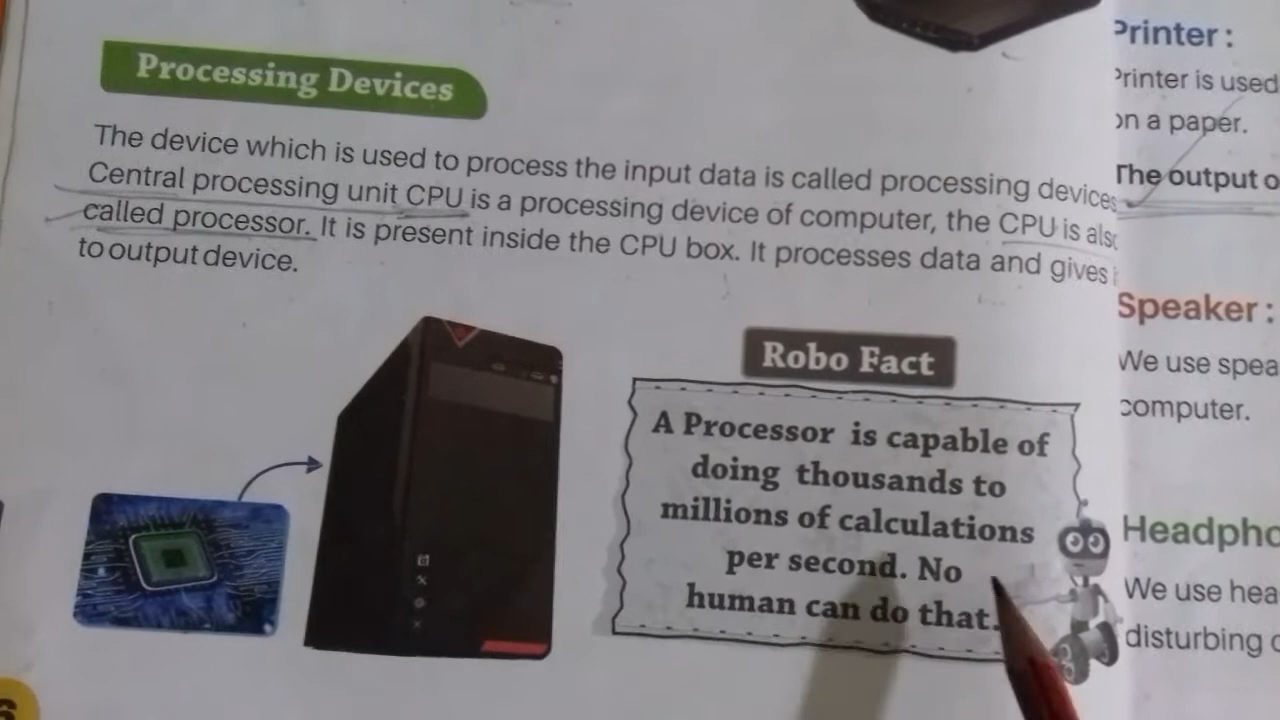 Processing Devices
The device which is used to process the input data is called processing devices
Central processing unit CPU is a processing device of computer, the CPU is also
called processor. It is present inside the CPU box. It processes data and gives
to output device.
Robo Fact
A Processor is capable of
doing thousands to
millions of calculations
per second. No
human can do that.
Printer :
Printer is used
on a paper.
The output o
Speaker :
We use spea
computer.
Headpho
We use hea
disturbing
6